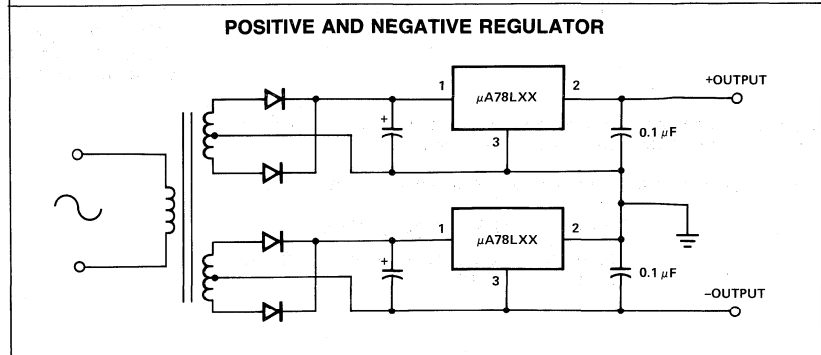 POSITIVE AND NEGATIVE REGULATOR
+OUTPUT
1
μA78LXX
2
+
3
0.1 μF
1
μA78LXX
2
+
3
0.1 μF
–OUTPUT